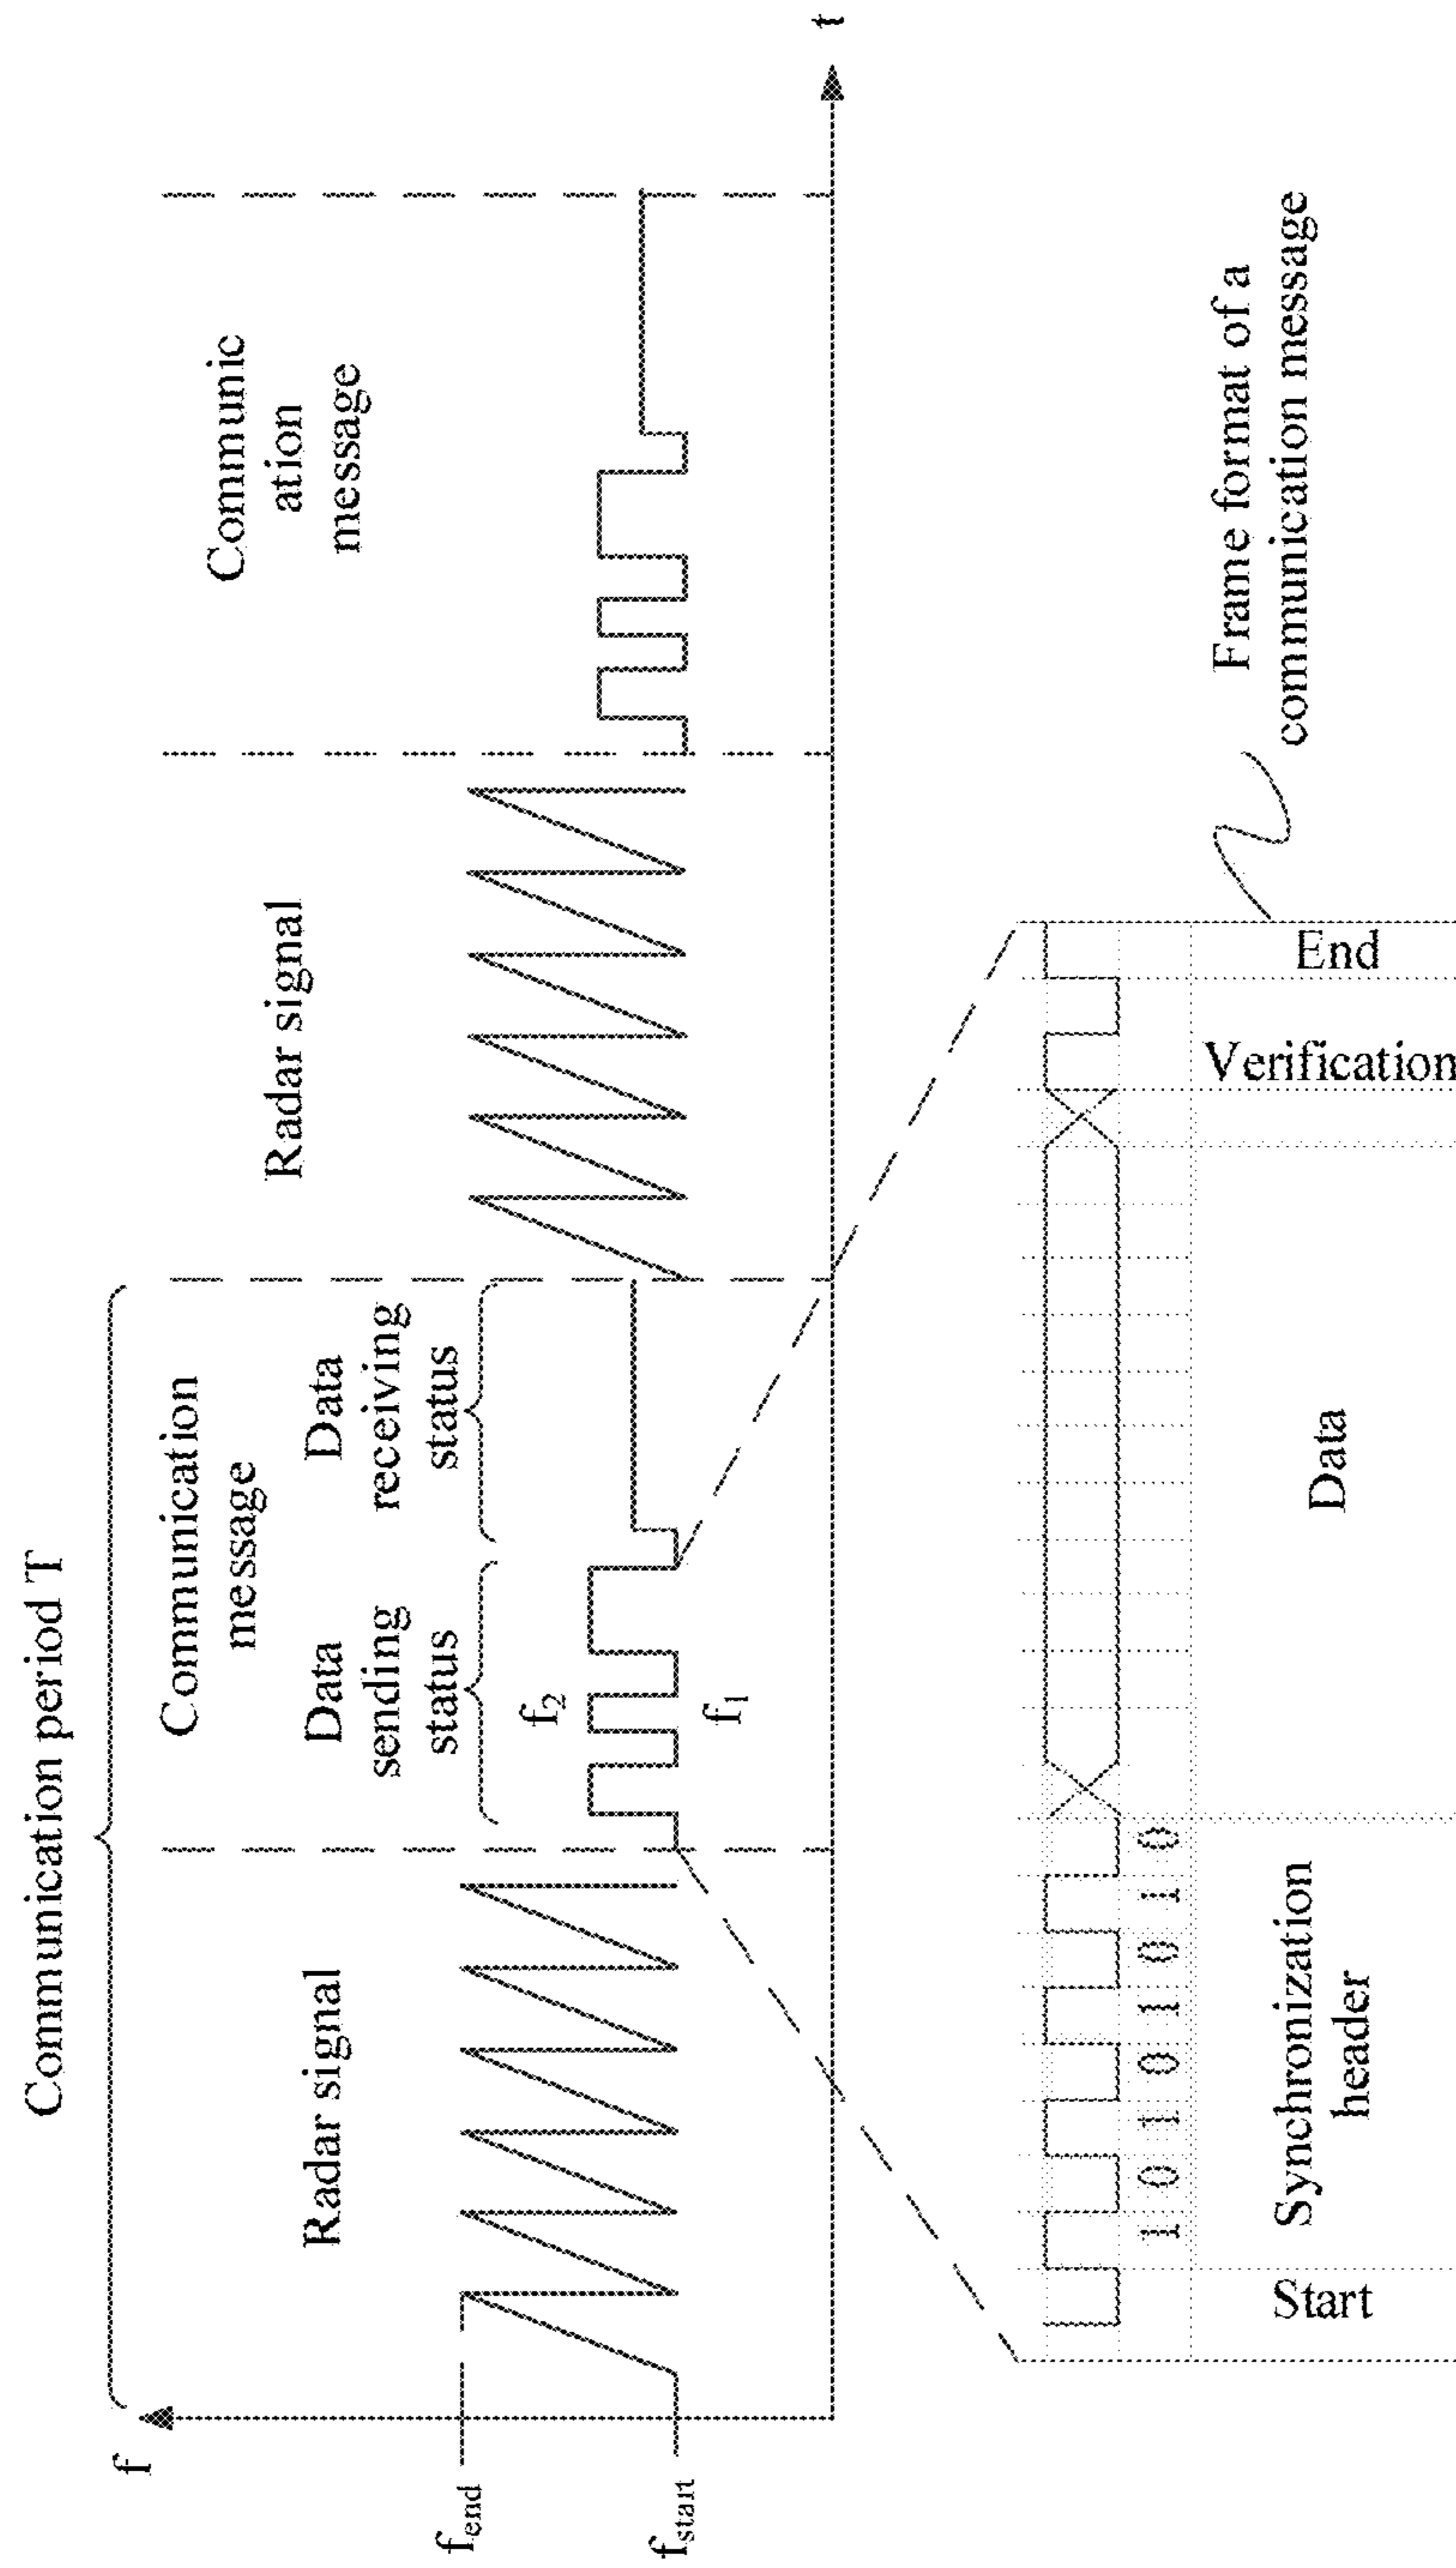 Communication period T
f
Communication
message
Communic
ation
message
Radar signal
Radar signal
Data
sending
status
Data
receiving
status
f_end
f_2
f_start
f_1
t
Frame format of a
communication message
1 0 1 0 1 0 1 0
Start
Synchronization
header
Data
Verification
End